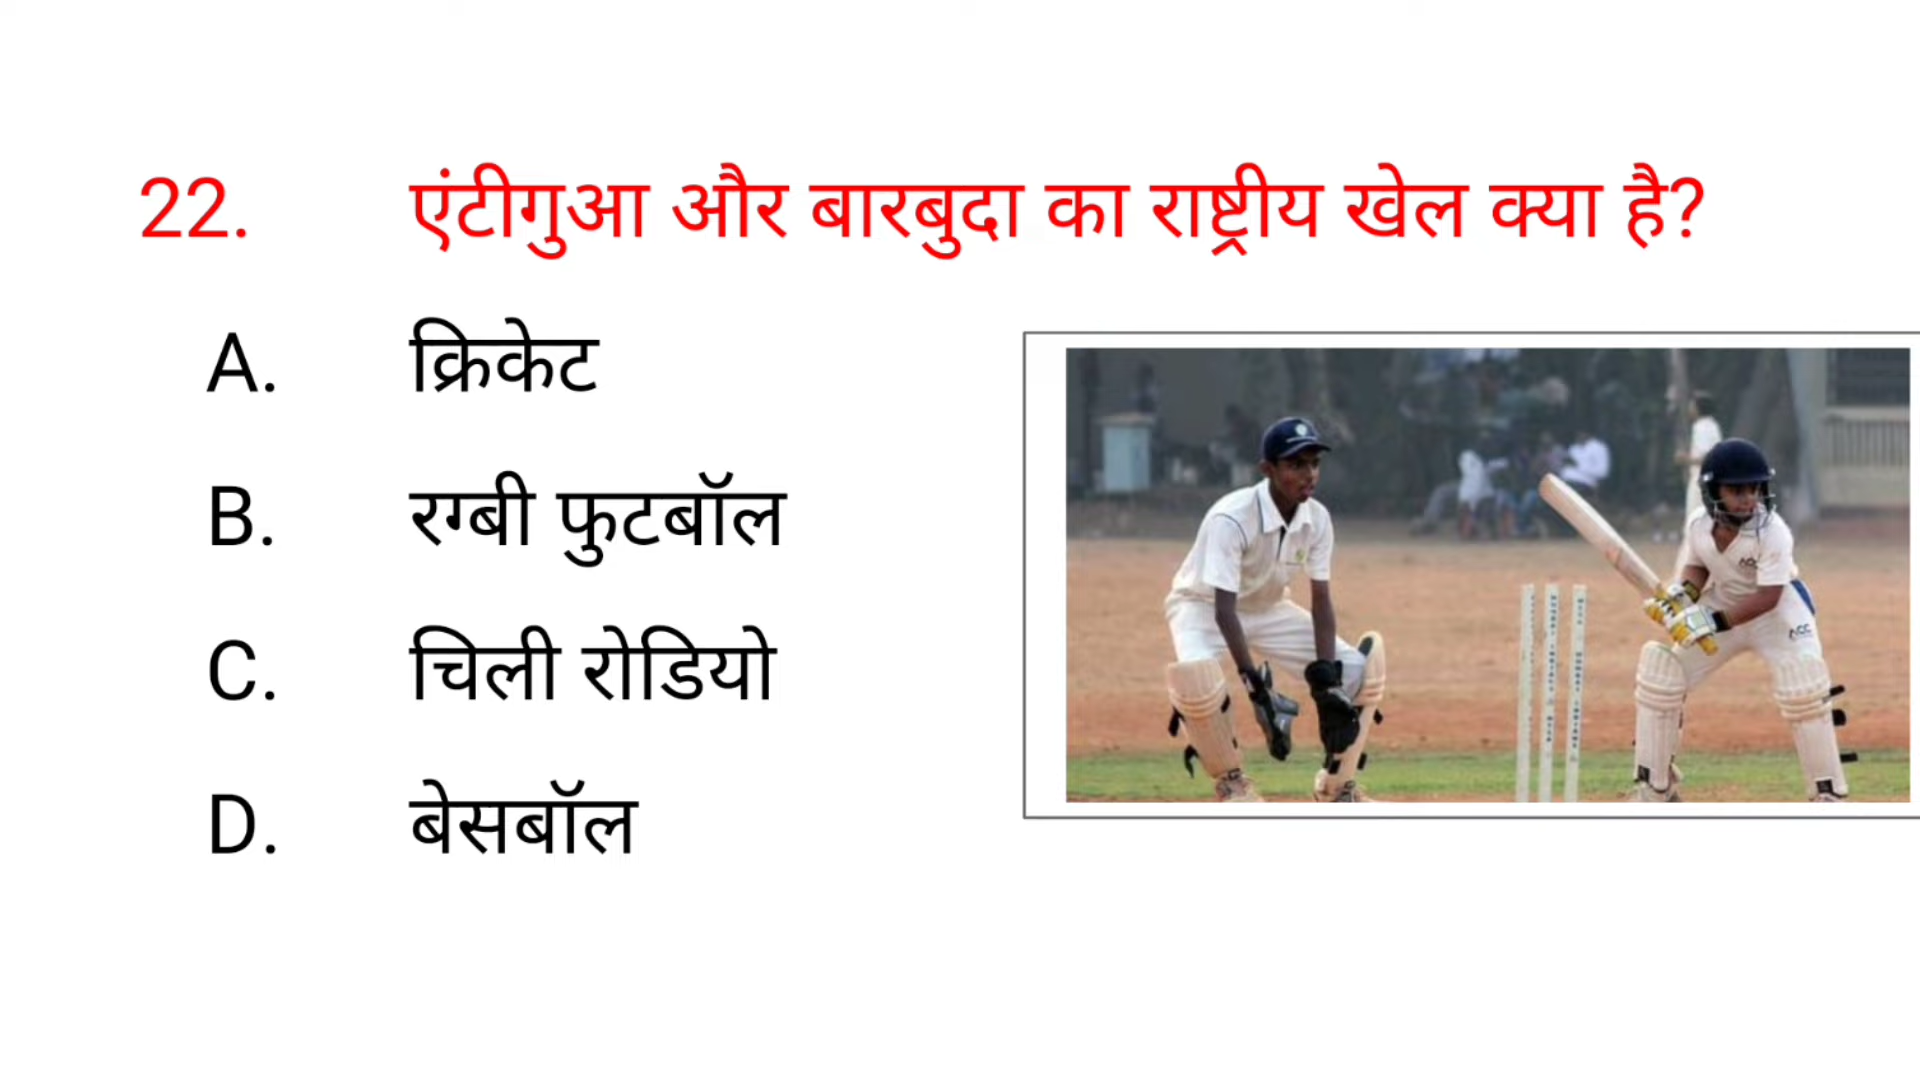 22. एंटीगुआ और बारबुदा का राष्ट्रीय खेल क्या है?
A. क्रिकेट
B. रग्बी फुटबॉल
C. चिली रोडियो
D. बेसबॉल